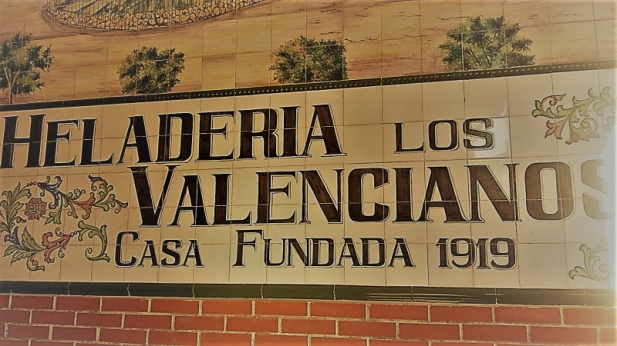 HELADERIA LOS
VALENCIANOS
CASA FUNDADA 1919